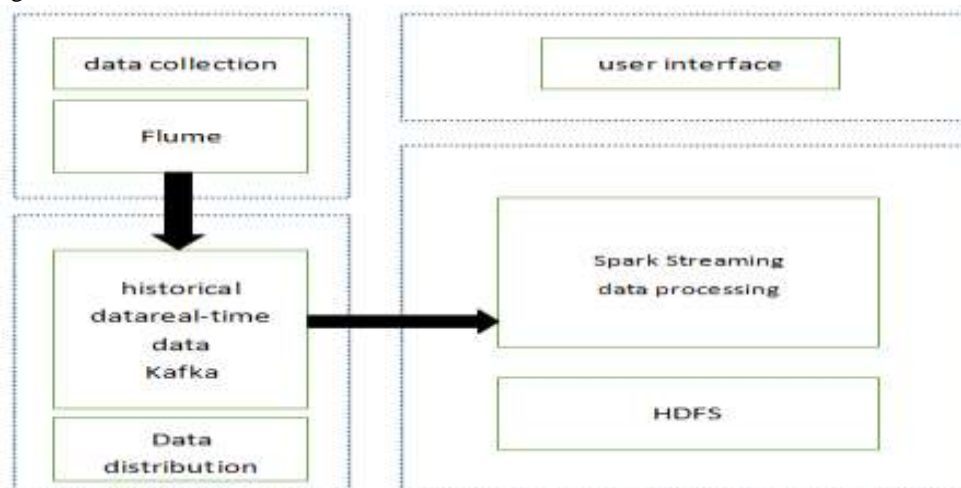 data collection
Flume
historical
datareal-time
data
Kafka
Data
distribution
user interface
Spark Streaming
data processing
HDFS